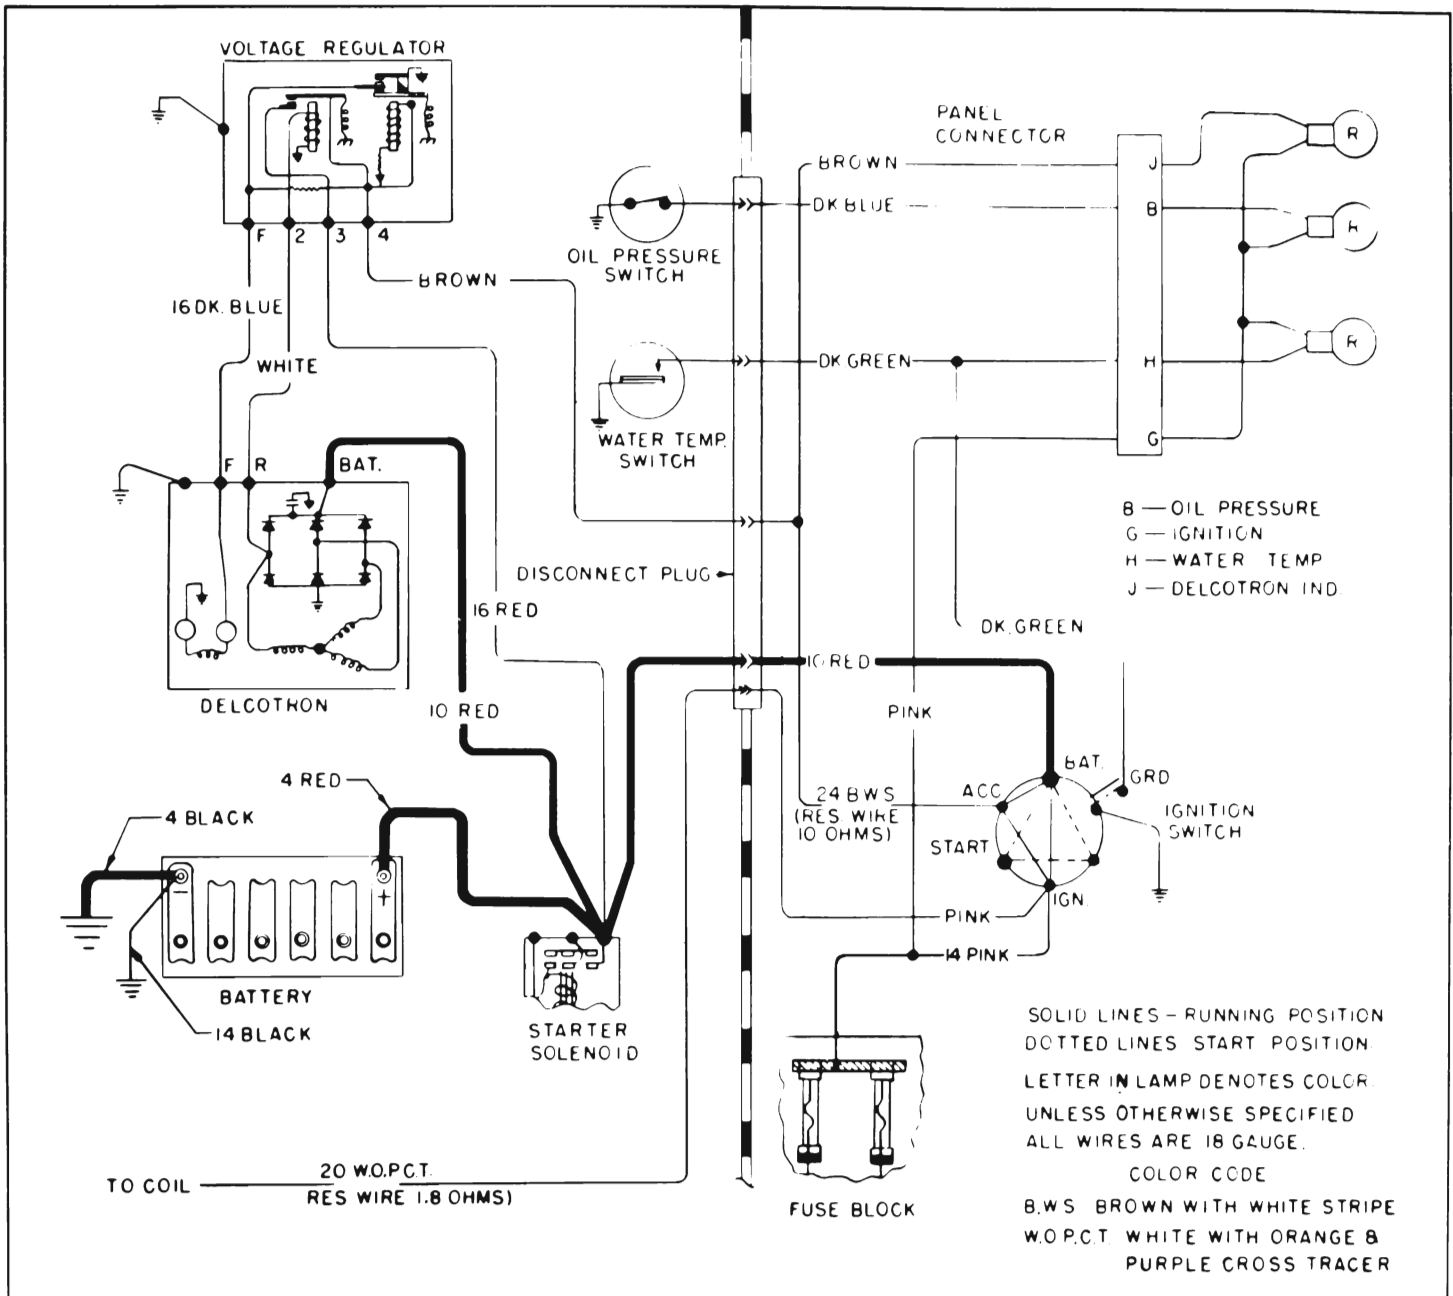 VOLTAGE REGULATOR
F 2 3 4
16 DK. BLUE
WHITE
BROWN
OIL PRESSURE
SWITCH
WATER TEMP.
SWITCH
DISCONNECT PLUG
PANEL
CONNECTOR
BROWN
DK BLUE
DK GREEN
J
B
H
G
R
R
R
B — OIL PRESSURE
G — IGNITION
H — WATER TEMP
J — DELCOTRON IND.
DK. GREEN
F R BAT.
DELCOTRON
16 RED
10 RED
10 RED
PINK
4 RED
4 BLACK
BATTERY
14 BLACK
− +
STARTER
SOLENOID
24 BWS
(RES. WIRE
10 OHMS)
ACC
BAT.
GRD
IGNITION
SWITCH
START
IGN.
PINK
14 PINK
FUSE BLOCK
TO COIL
20 W.O.P.C.T.
RES WIRE 1.8 OHMS)
SOLID LINES - RUNNING POSITION
DOTTED LINES START POSITION
LETTER IN LAMP DENOTES COLOR.
UNLESS OTHERWISE SPECIFIED
ALL WIRES ARE 18 GAUGE.
COLOR CODE
B.W.S BROWN WITH WHITE STRIPE
W.O.P.C.T. WHITE WITH ORANGE &
PURPLE CROSS TRACER